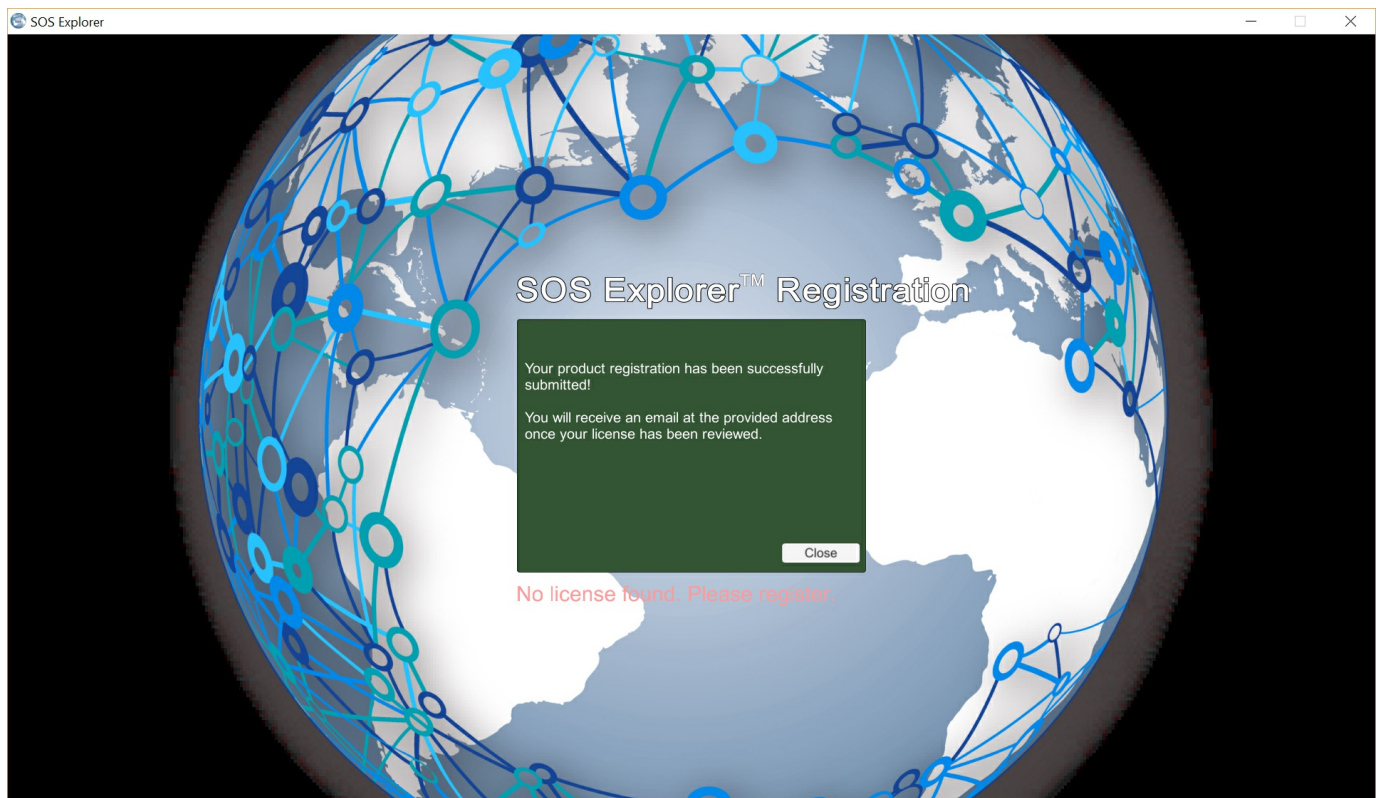 SOS Explorer
SOS Explorer™ Registration
Your product registration has been successfully
submitted!
You will receive an email at the provided address
once your license has been reviewed.
Close
No license found. Please register.